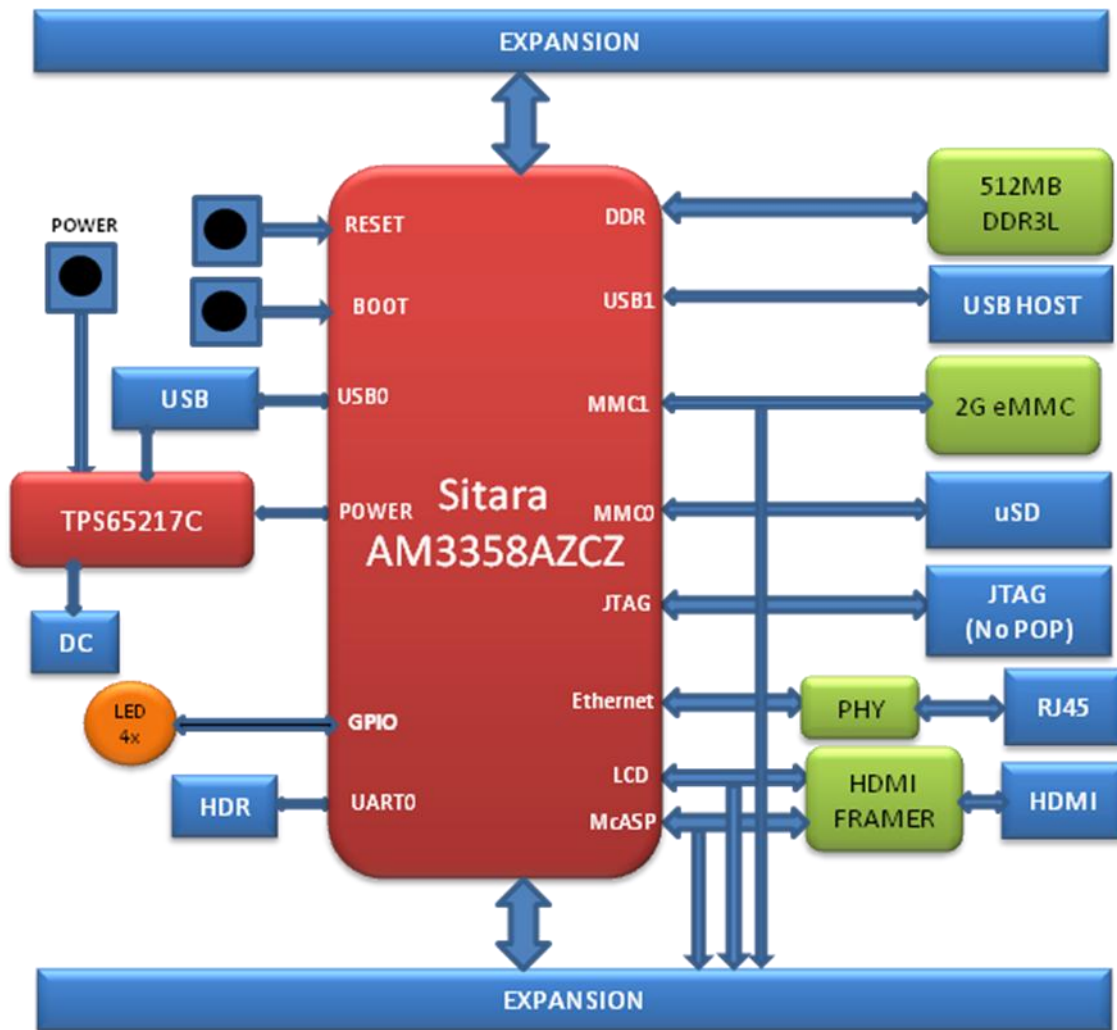 EXPANSION
POWER
RESET
BOOT
USB
USB0
TPS65217C
POWER
DC
LED
4x
GPIO
HDR
UART0
Sitara
AM3358AZCZ
DDR
512MB
DDR3L
USB1
USB HOST
MMC1
2G eMMC
MMC0
uSD
JTAG
JTAG
(No POP)
Ethernet
PHY
RJ45
LCD
McASP
HDMI
FRAMER
HDMI
EXPANSION